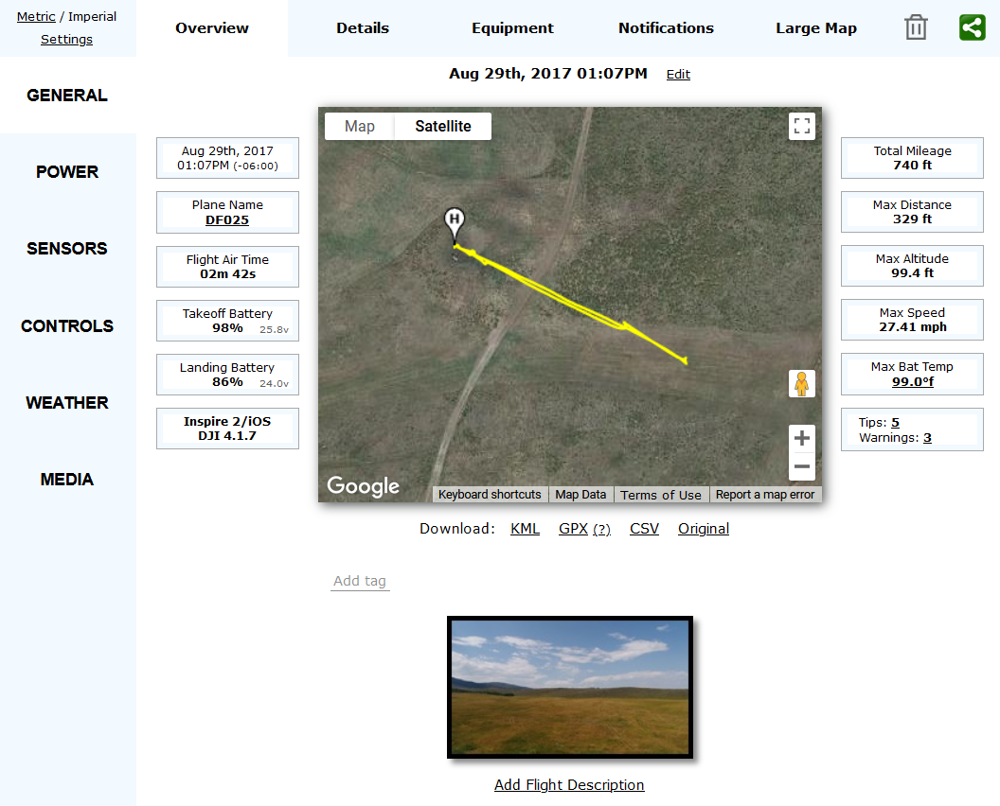 Metric / Imperial
Settings
Overview
Details
Equipment
Notifications
Large Map
GENERAL
POWER
SENSORS
CONTROLS
WEATHER
MEDIA
Aug 29th, 2017 01:07PM Edit
Aug 29th, 2017
01:07PM (-06:00)
Plane Name
DF025
Flight Air Time
02m 42s
Takeoff Battery
98% 25.8v
Landing Battery
86% 24.0v
Inspire 2/iOS
DJI 4.1.7
Map Satellite
H
Google
Keyboard shortcuts Map Data Terms of Use Report a map error
Total Mileage
740 ft
Max Distance
329 ft
Max Altitude
99.4 ft
Max Speed
27.41 mph
Max Bat Temp
99.0°f
Tips: 5
Warnings: 3
Download: KML GPX (?) CSV Original
Add tag
Add Flight Description